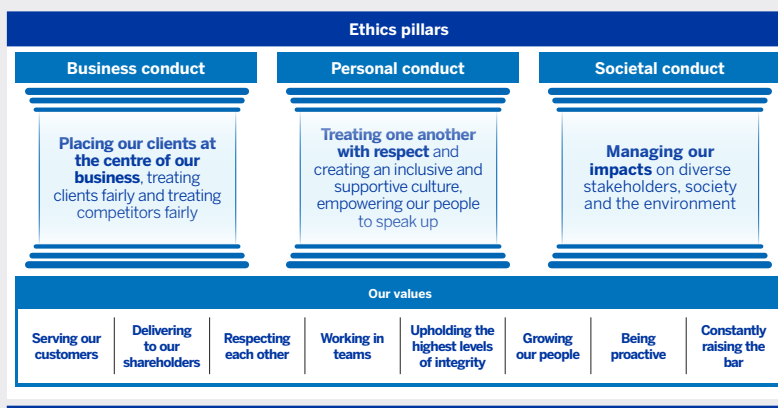 Ethics pillars
Business conduct
Placing our clients at
the centre of our
business, treating
clients fairly and treating
competitors fairly
Personal conduct
Treating one another
with respect and
creating an inclusive and
supportive culture,
empowering our people
to speak up
Societal conduct
Managing our
impacts on diverse
stakeholders, society
and the environment
Our values
Serving our
customers
Delivering
to our
shareholders
Respecting
each other
Working in
teams
Upholding the
highest levels
of integrity
Growing
our people
Being
proactive
Constantly
raising the
bar